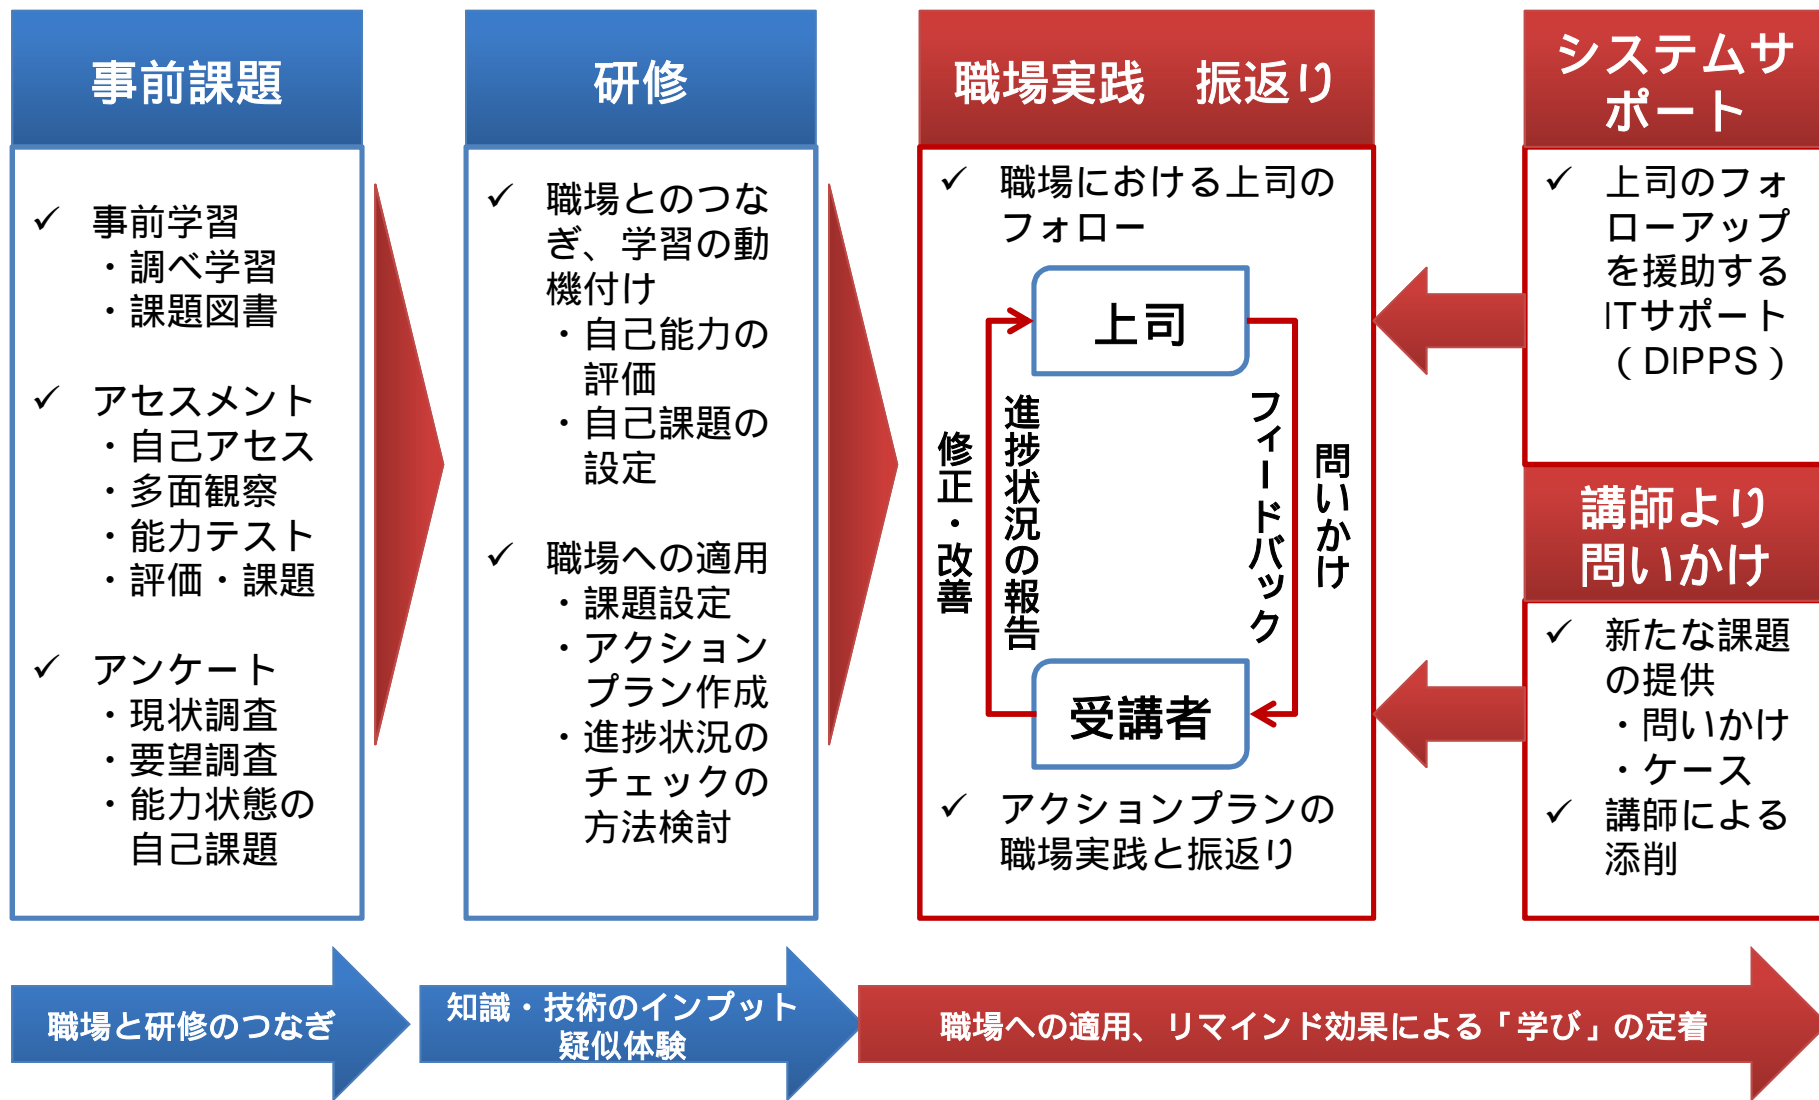 事前課題
✓ 事前学習
・調べ学習
・課題図書
✓ アセスメント
・自己アセス
・多面観察
・能力テスト
・評価・課題
✓ アンケート
・現状調査
・要望調査
・能力状態の
自己課題
研修
✓ 職場とのつな
ぎ、学習の動
機付け
・自己能力の
評価
・自己課題の
設定
✓ 職場への適用
・課題設定
・アクション
プラン作成
・進捗状況の
チェックの
方法検討
職場実践　振返り
✓ 職場における上司の
フォロー
上司
修正・改善
進捗状況の報告
フィードバック
問いかけ
受講者
✓ アクションプランの
職場実践と振返り
システムサ
ポート
✓ 上司のフォ
ローアップ
を援助する
ITサポート
（DIPPS）
講師より
問いかけ
✓ 新たな課題
の提供
・問いかけ
・ケース
✓ 講師による
添削
職場と研修のつなぎ
知識・技術のインプット
疑似体験
職場への適用、リマインド効果による「学び」の定着